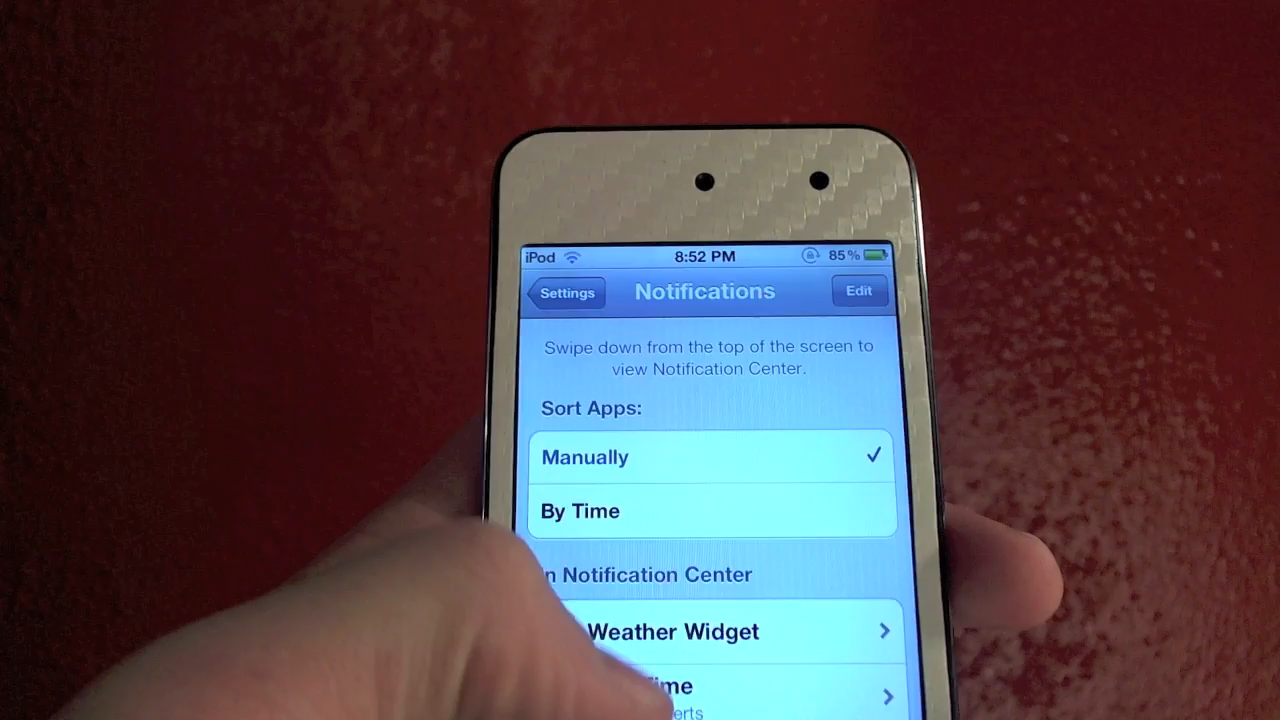 iPod 8:52 PM 85%
Settings Notifications Edit
Swipe down from the top of the screen to
view Notification Center.
Sort Apps:
Manually
By Time
Notification Center
Weather Widget